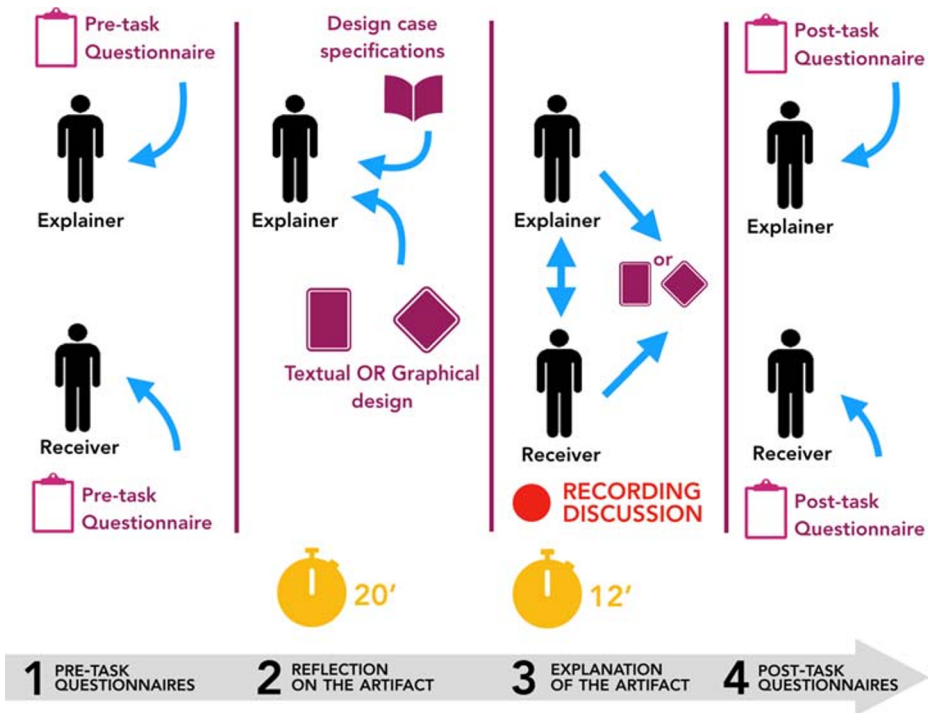 Pre-task
Questionnaire
Explainer
Receiver
Pre-task
Questionnaire
Design case
specifications
Explainer
Textual OR Graphical
design
20'
Explainer
or
Receiver
RECORDING
DISCUSSION
12'
Post-task
Questionnaire
Explainer
Receiver
Post-task
Questionnaire
1 PRE-TASK
QUESTIONNAIRES
2 REFLECTION
ON THE ARTIFACT
3 EXPLANATION
OF THE ARTIFACT
4 POST-TASK
QUESTIONNAIRES